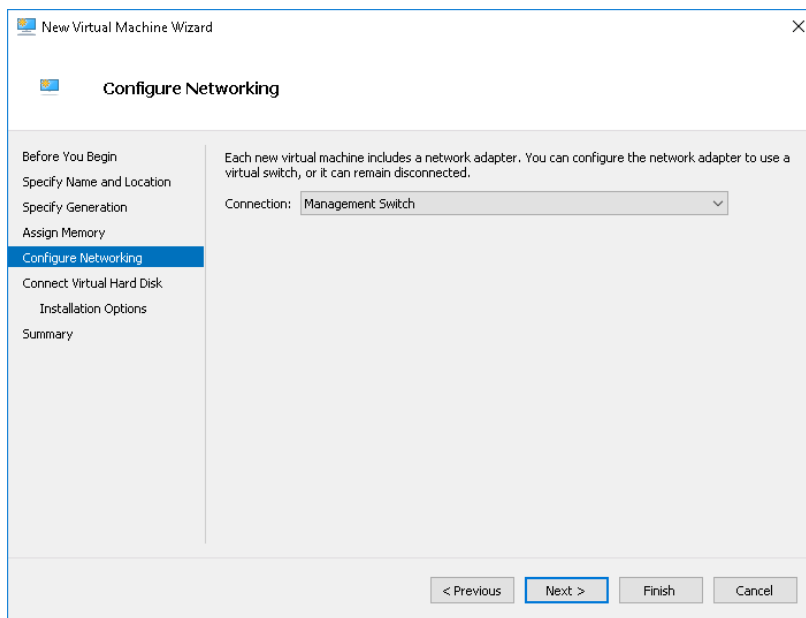 New Virtual Machine Wizard
Configure Networking
Before You Begin
Specify Name and Location
Specify Generation
Assign Memory
Configure Networking
Connect Virtual Hard Disk
Installation Options
Summary
Each new virtual machine includes a network adapter. You can configure the network adapter to use a
virtual switch, or it can remain disconnected.
Connection: Management Switch
< Previous
Next >
Finish
Cancel